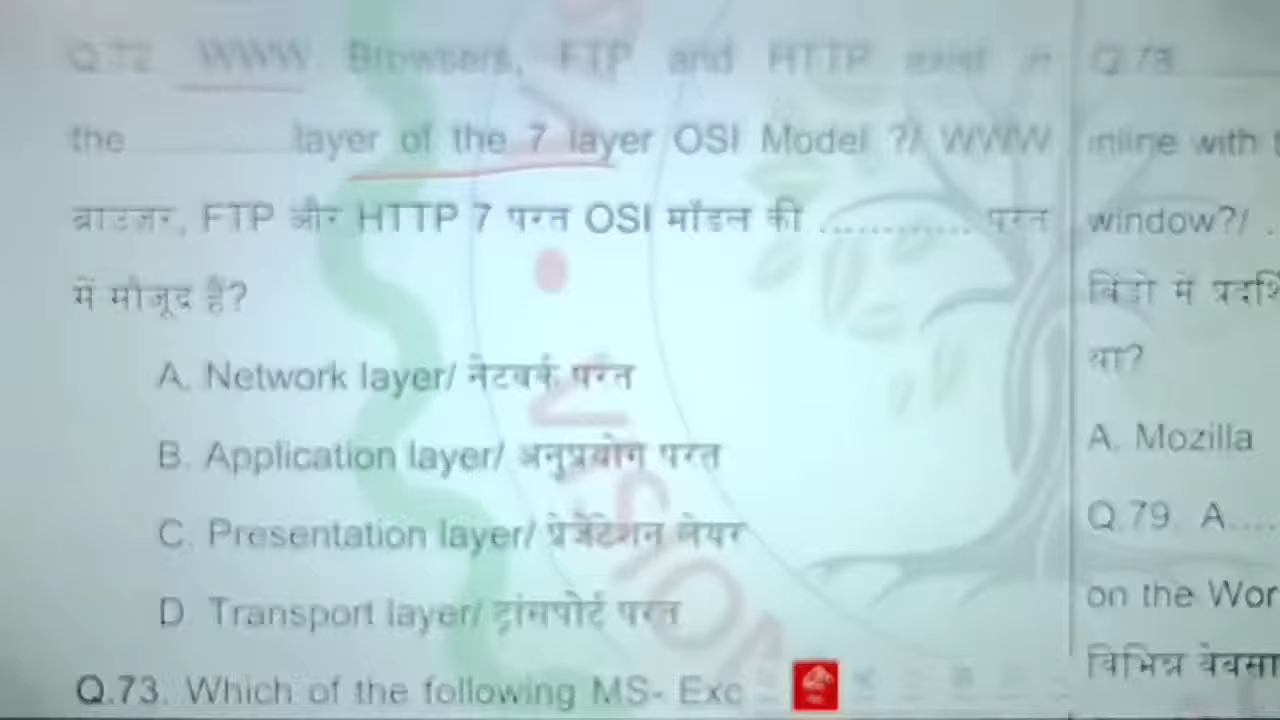 Q.72 WWW Browsers, FTP and HTTP exist in
the ............ layer of the 7 layer OSI Model ?/ WWW
ब्राउज़र, FTP और HTTP 7 परत OSI मॉडल की ............. परत
में मौजूद हैं?
A. Network layer/ नेटवर्क परत
B. Application layer/ अनुप्रयोग परत
C. Presentation layer/ प्रेजेंटेशन लेयर
D. Transport layer/ ट्रांसपोर्ट परत
Q.73. Which of the following MS- Exc
Q.78
inline with t
window?/ .
विंडो में प्रदर्शि
था?
A. Mozilla
Q.79. A....
on the Wor
विभिन्न वेबसा
VISION